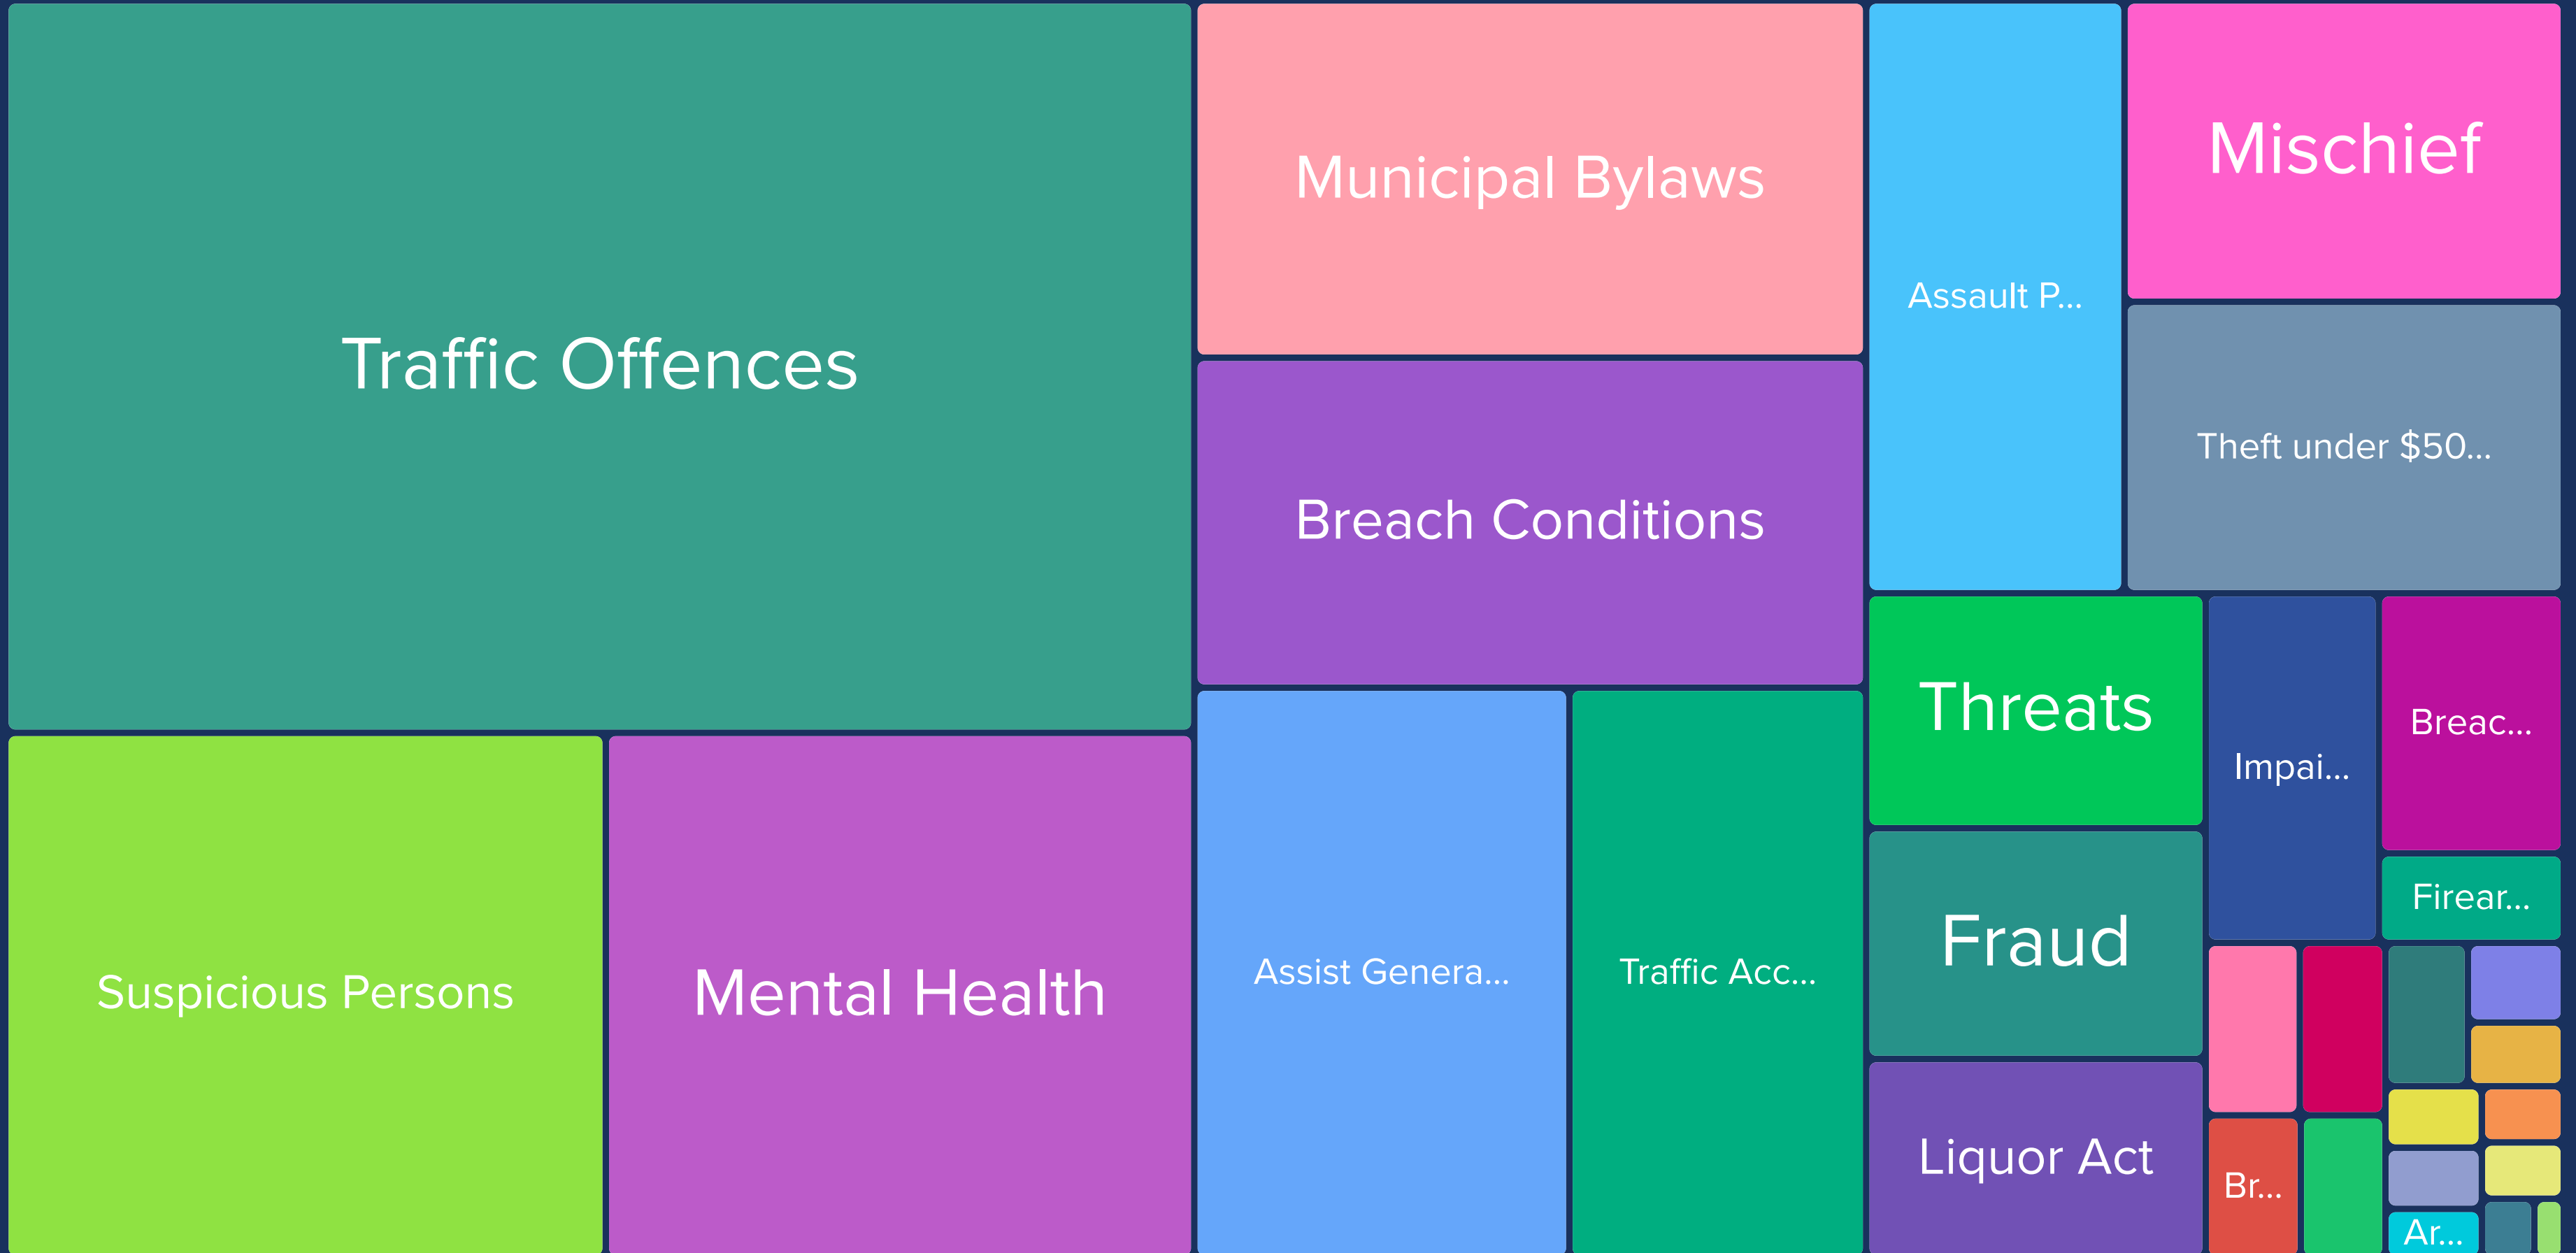 Traffic Offences
Suspicious Persons
Mental Health
Municipal Bylaws
Breach Conditions
Assist Genera...
Traffic Acc...
Assault P...
Mischief
Theft under $50...
Threats
Fraud
Liquor Act
Impai...
Breac...
Firear...
Br...
Ar...